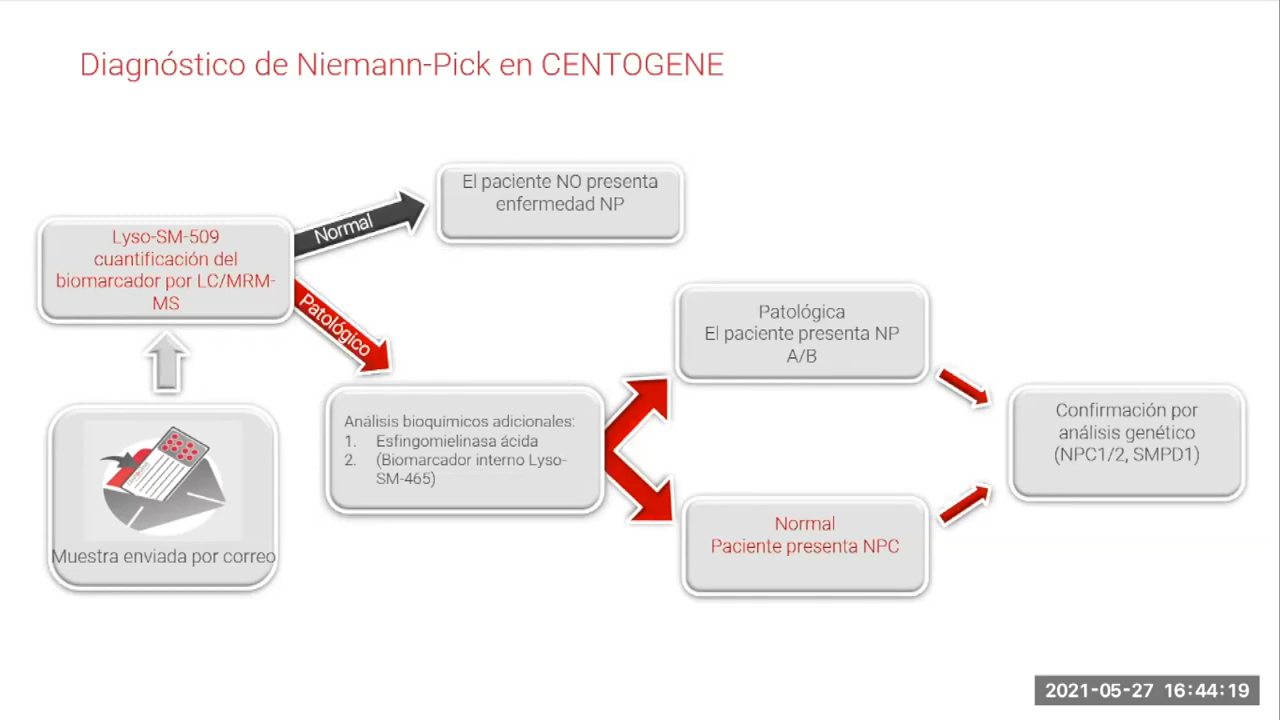 Diagnóstico de Niemann-Pick en CENTOGENE
El paciente NO presenta
enfermedad NP
Normal
Lyso-SM-509
cuantificación del
biomarcador por LC/MRM-
MS
Patológico
Muestra enviada por correo
Análisis bioquimicos adicionales:
1. Esfingomielinasa ácida
2. (Biomarcador interno Lyso-
SM-465)
Patológica
El paciente presenta NP
A/B
Normal
Paciente presenta NPC
Confirmación por
análisis genético
(NPC1/2, SMPD1)
2021-05-27 16:44:19